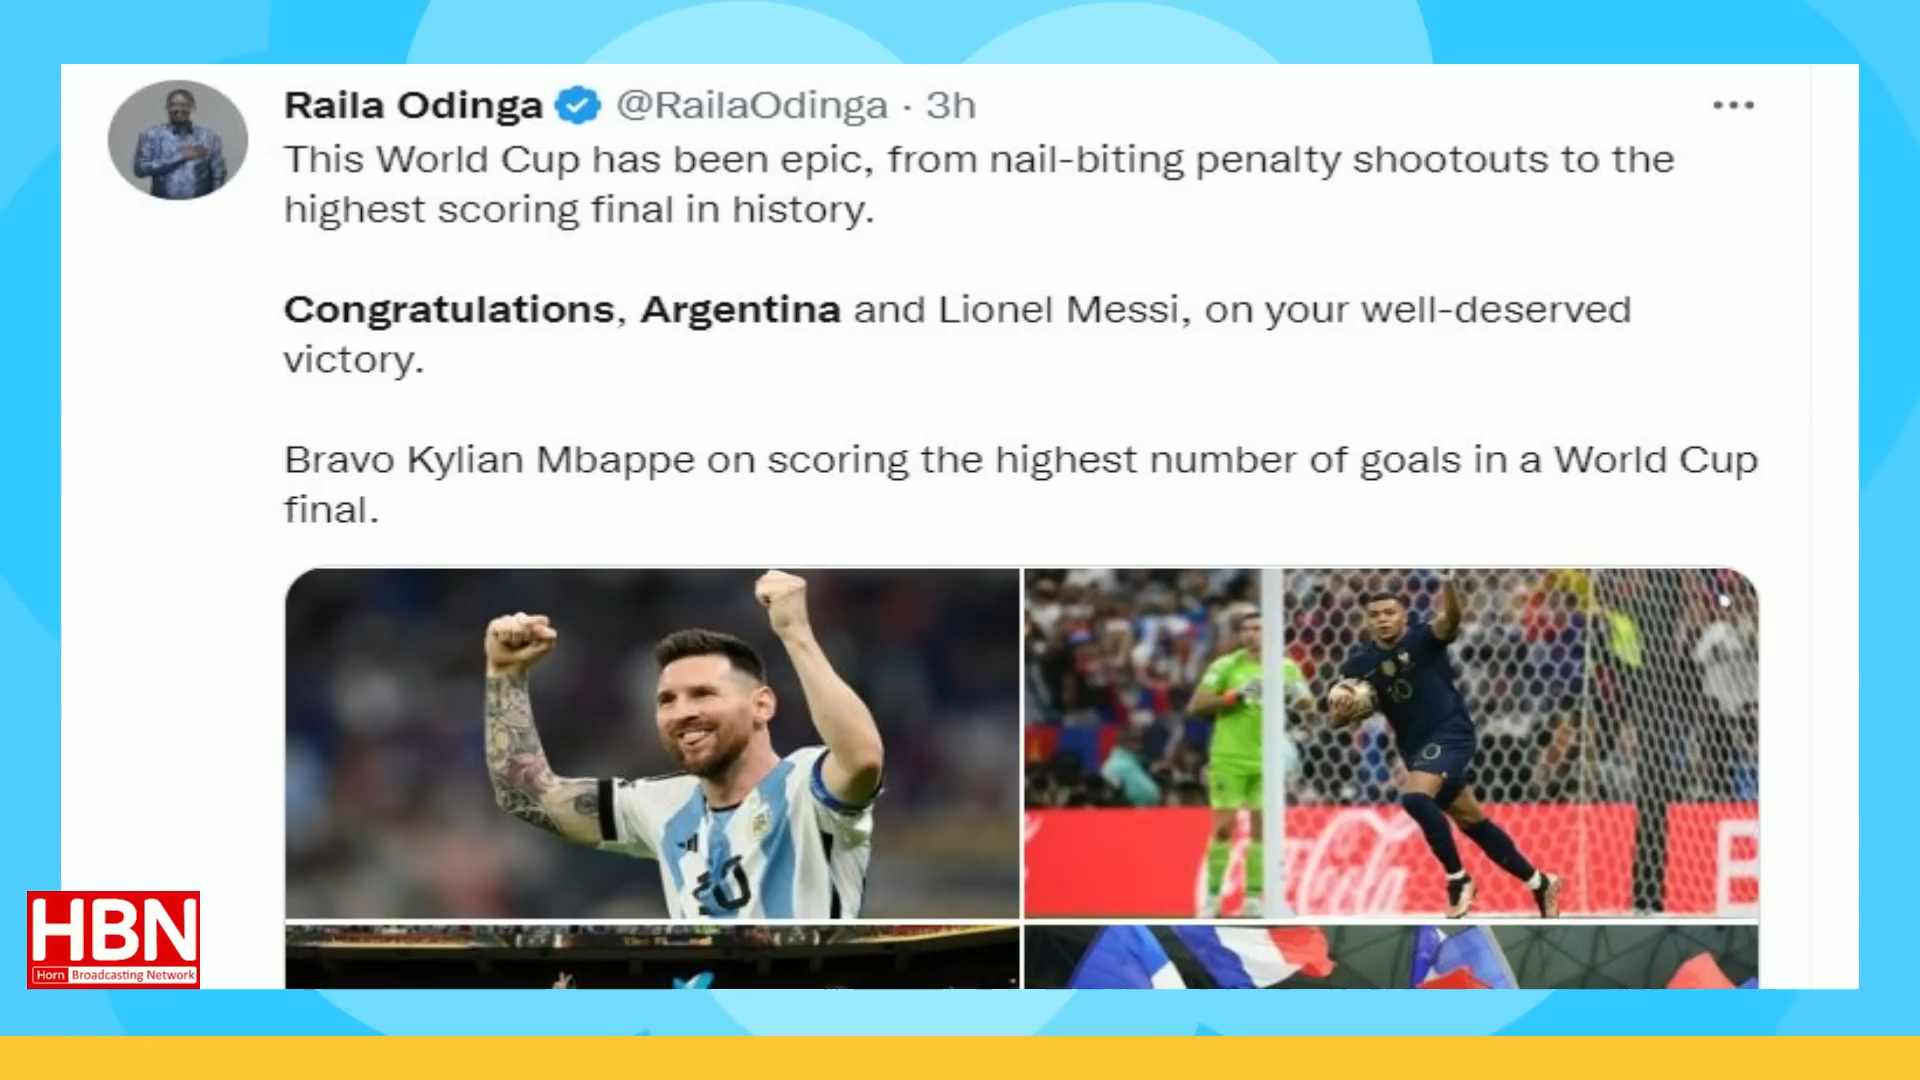 Raila Odinga @RailaOdinga · 3h
This World Cup has been epic, from nail-biting penalty shootouts to the
highest scoring final in history.
Congratulations, Argentina and Lionel Messi, on your well-deserved
victory.
Bravo Kylian Mbappe on scoring the highest number of goals in a World Cup
final.
10
Cola
HBN
Horn Broadcasting Network